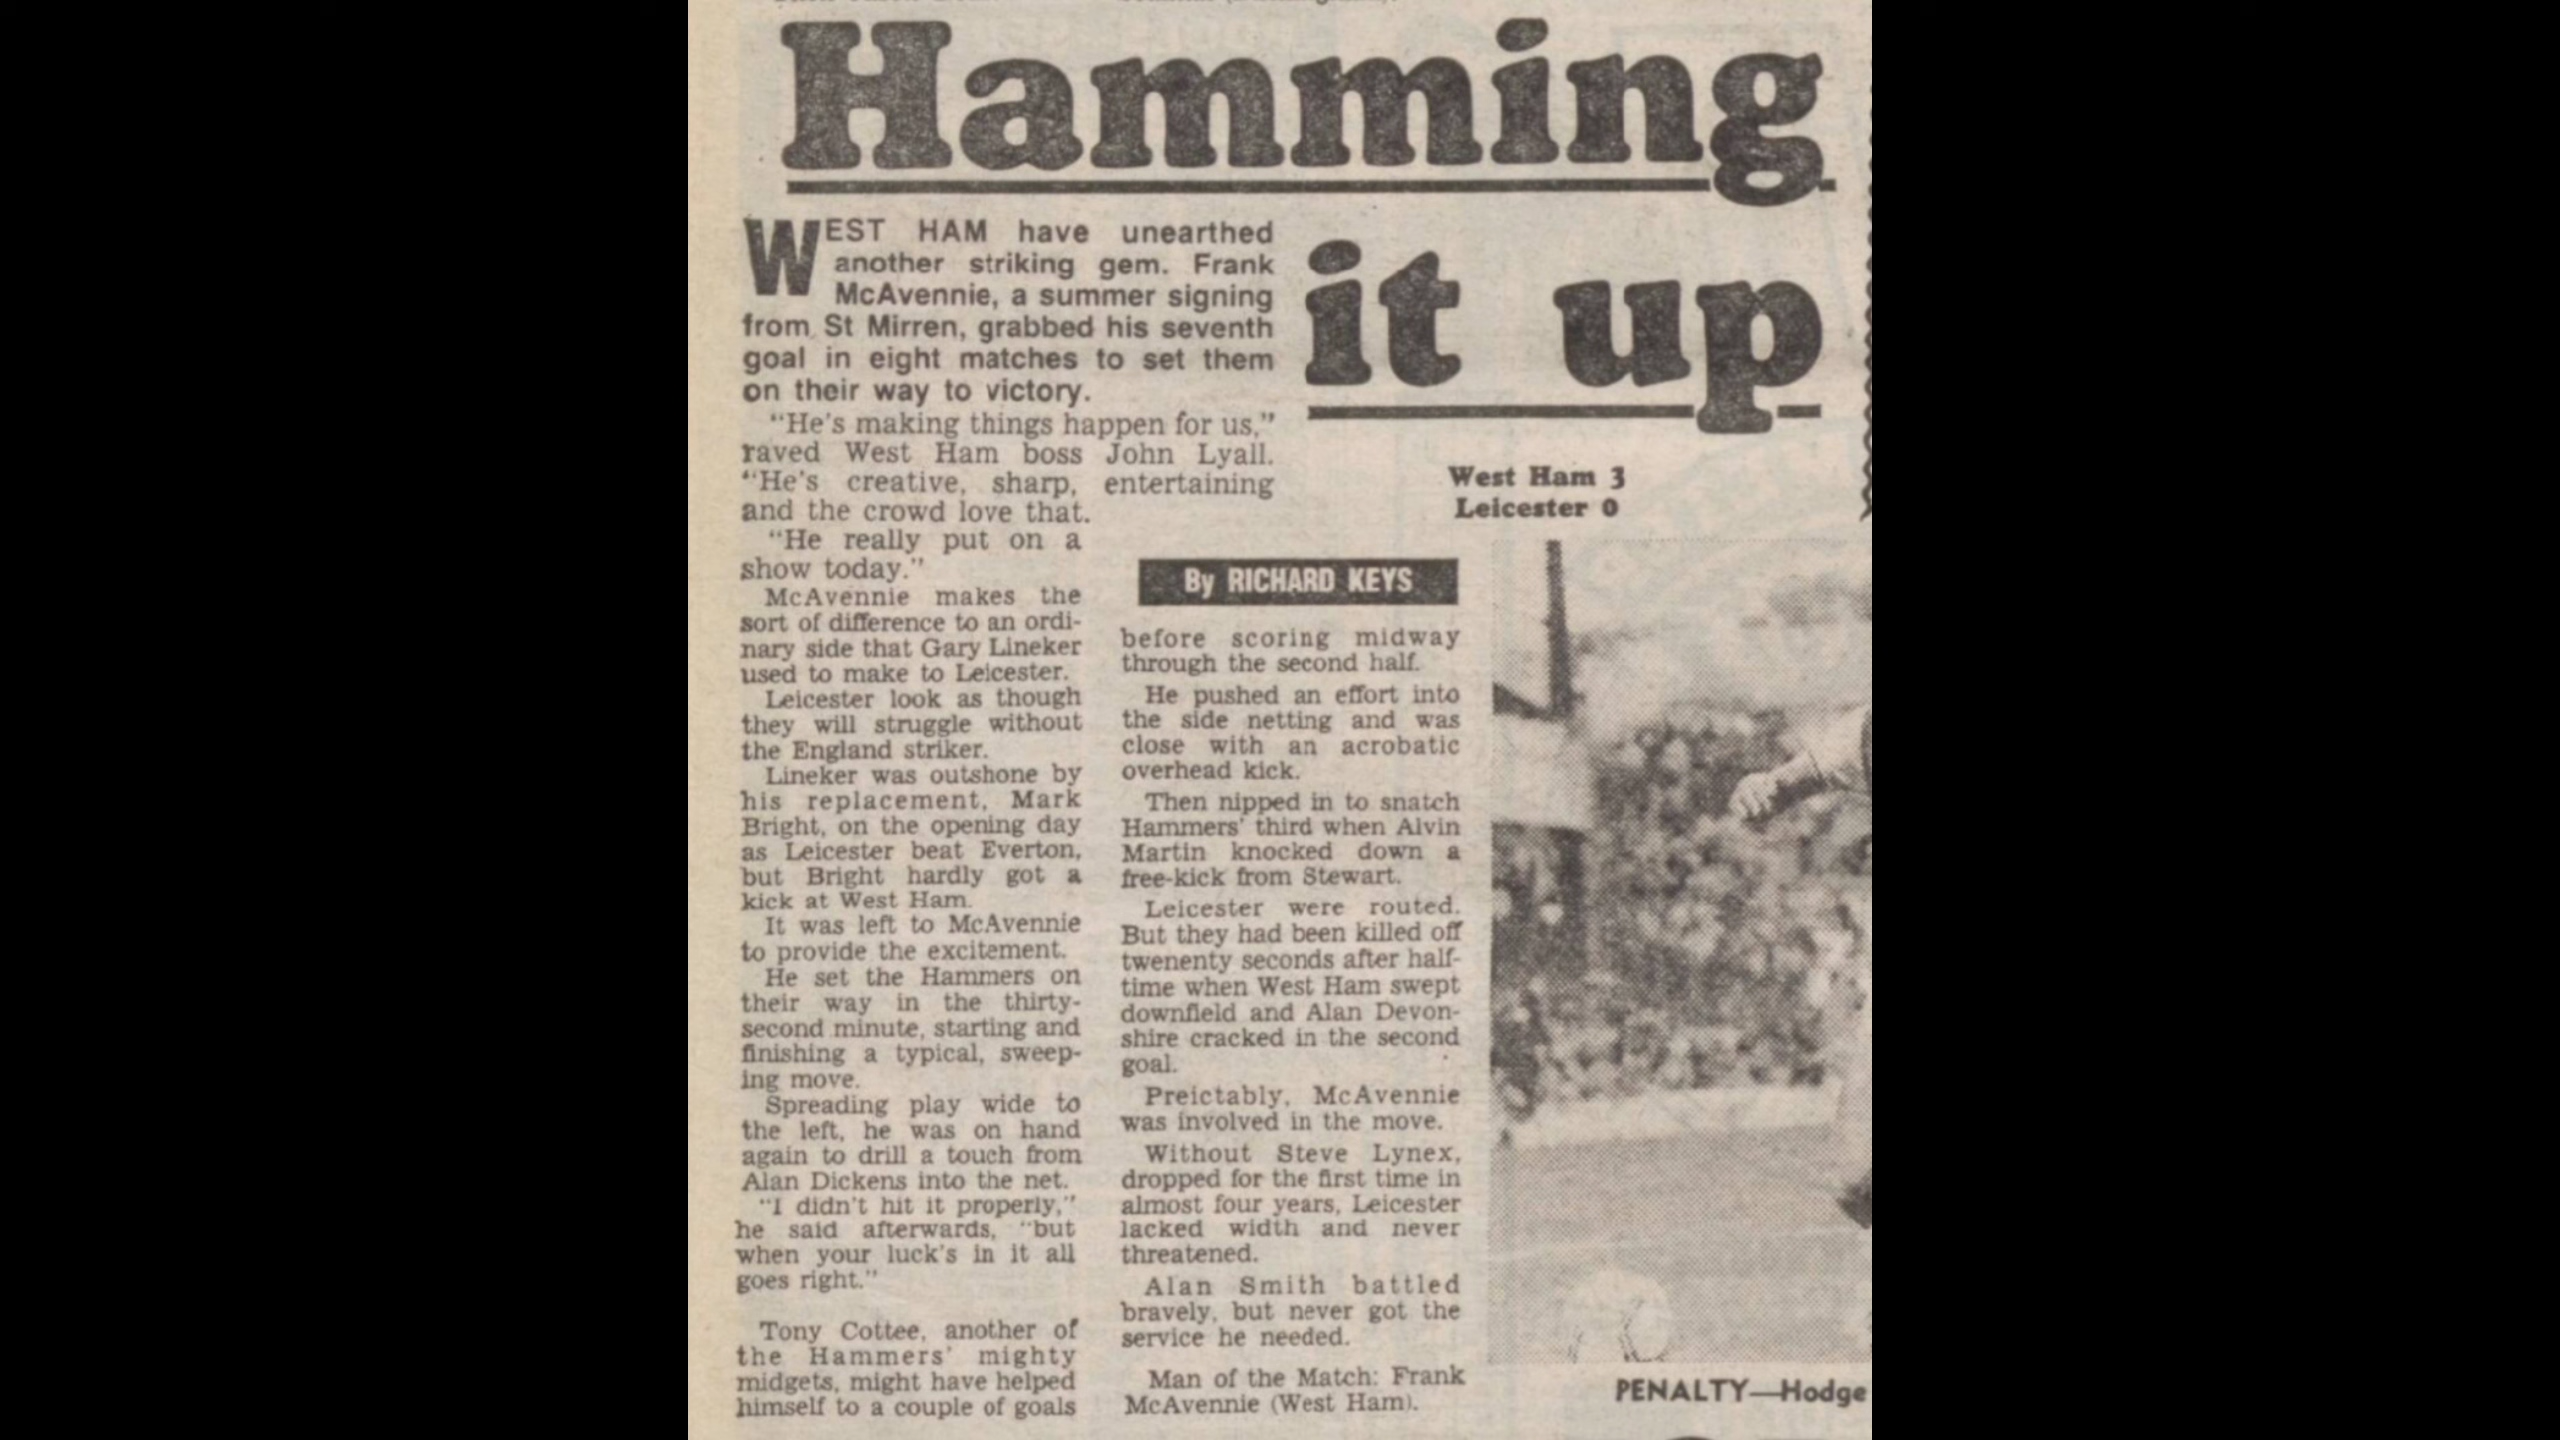 Hamming
it up
WEST HAM have unearthed
another striking gem. Frank
McAvennie, a summer signing
from St Mirren, grabbed his seventh
goal in eight matches to set them
on their way to victory.
"He's making things happen for us,"
raved West Ham boss John Lyall.
"He's creative, sharp, entertaining
and the crowd love that.
"He really put on a
show today."
McAvennie makes the
sort of difference to an ordi-
nary side that Gary Lineker
used to make to Leicester.
Leicester look as though
they will struggle without
the England striker.
Lineker was outshone by
his replacement, Mark
Bright, on the opening day
as Leicester beat Everton,
but Bright hardly got a
kick at West Ham.
It was left to McAvennie
to provide the excitement.
He set the Hammers on
their way in the thirty-
second minute, starting and
finishing a typical, sweep-
ing move.
Spreading play wide to
the left, he was on hand
again to drill a touch from
Alan Dickens into the net.
"I didn't hit it properly,"
he said afterwards, "but
when your luck's in it all
goes right."
Tony Cottee, another of
the Hammers' mighty
midgets, might have helped
himself to a couple of goals
West Ham 3
Leicester 0
By RICHARD KEYS
before scoring midway
through the second half.
He pushed an effort into
the side netting and was
close with an acrobatic
overhead kick.
Then nipped in to snatch
Hammers' third when Alvin
Martin knocked down a
free-kick from Stewart.
Leicester were routed.
But they had been killed off
twenenty seconds after half-
time when West Ham swept
downfield and Alan Devon-
shire cracked in the second
goal.
Preictably, McAvennie
was involved in the move.
Without Steve Lynex,
dropped for the first time in
almost four years, Leicester
lacked width and never
threatened.
Alan Smith battled
bravely, but never got the
service he needed.
Man of the Match: Frank
McAvennie (West Ham).
PENALTY—Hodge